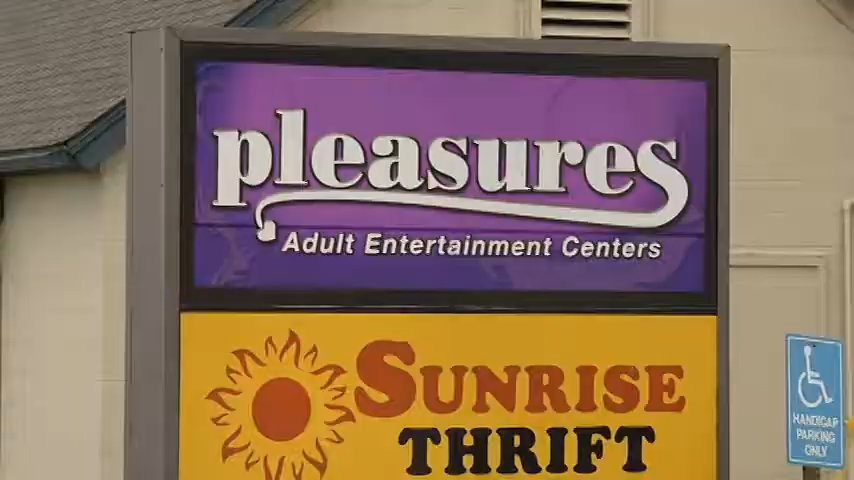 pleasures
Adult Entertainment Centers
SUNRISE
THRIFT
HANDICAP
PARKING
ONLY